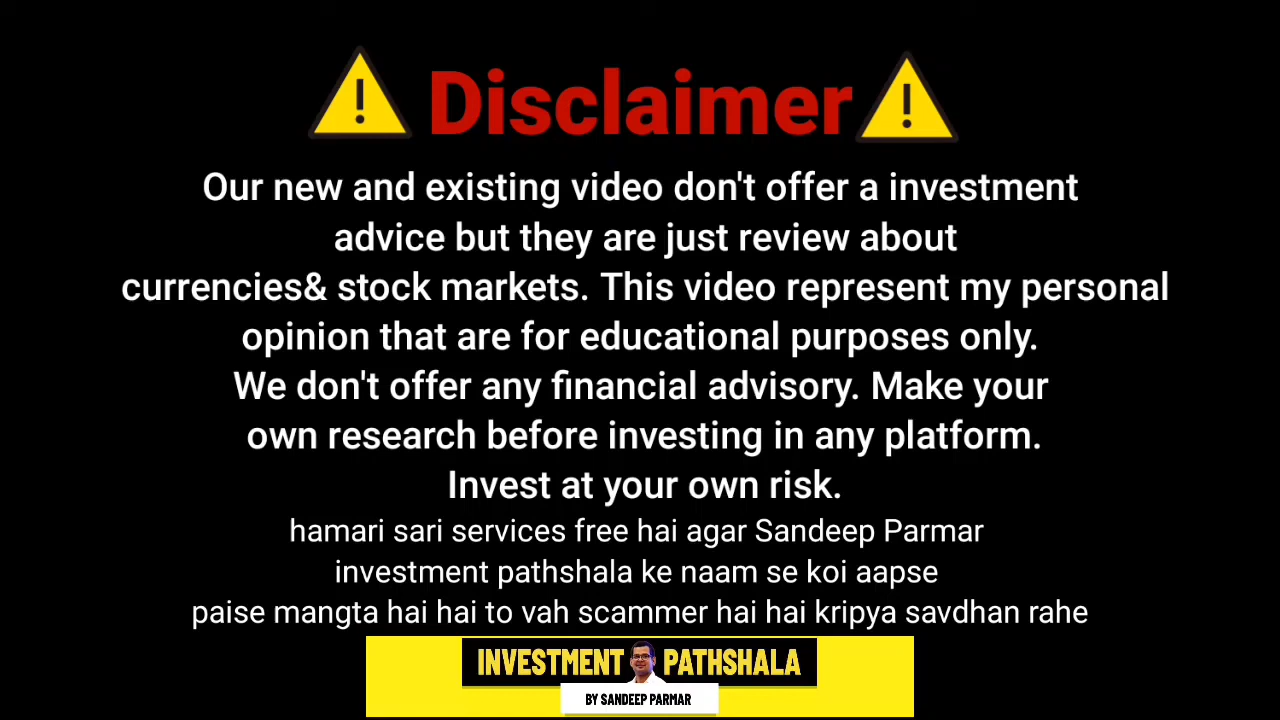 Disclaimer
Our new and existing video don't offer a investment
advice but they are just review about
currencies& stock markets. This video represent my personal
opinion that are for educational purposes only.
We don't offer any financial advisory. Make your
own research before investing in any platform.
Invest at your own risk.
hamari sari services free hai agar Sandeep Parmar
investment pathshala ke naam se koi aapse
paise mangta hai hai to vah scammer hai hai kripya savdhan rahe
INVESTMENT PATHSHALA
BY SANDEEP PARMAR